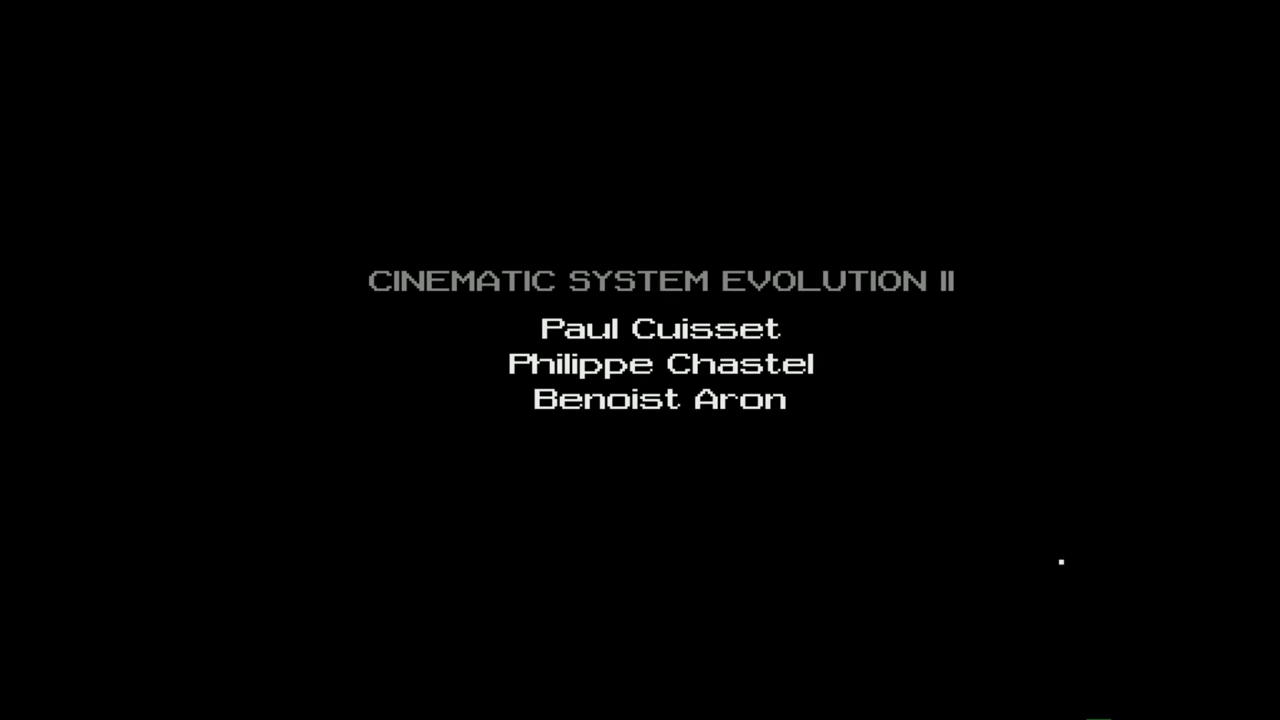 CINEMATIC SYSTEM EVOLUTION II
Paul Cuisset
Philippe Chastel
Benoist Aron